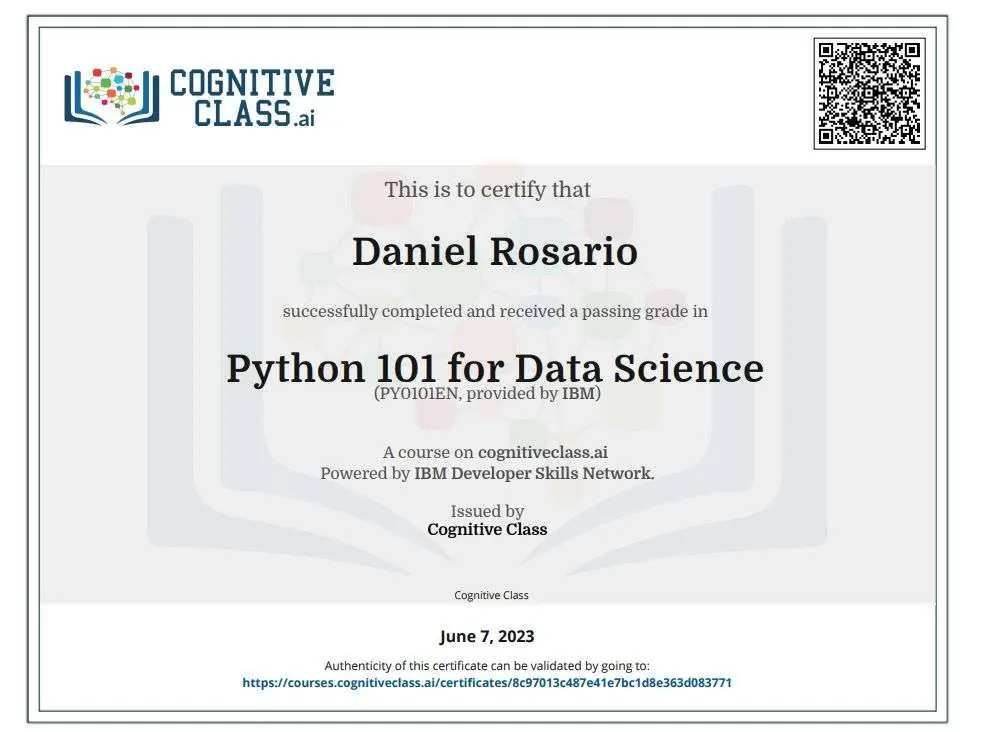 COGNITIVE
CLASS.ai
This is to certify that
Daniel Rosario
successfully completed and received a passing grade in
Python 101 for Data Science
(PY0101EN, provided by IBM)
A course on cognitiveclass.ai
Powered by IBM Developer Skills Network.
Issued by
Cognitive Class
Cognitive Class
June 7, 2023
Authenticity of this certificate can be validated by going to:
https://courses.cognitiveclass.ai/certificates/8c97013c487e41e7bc1d8e363d083771